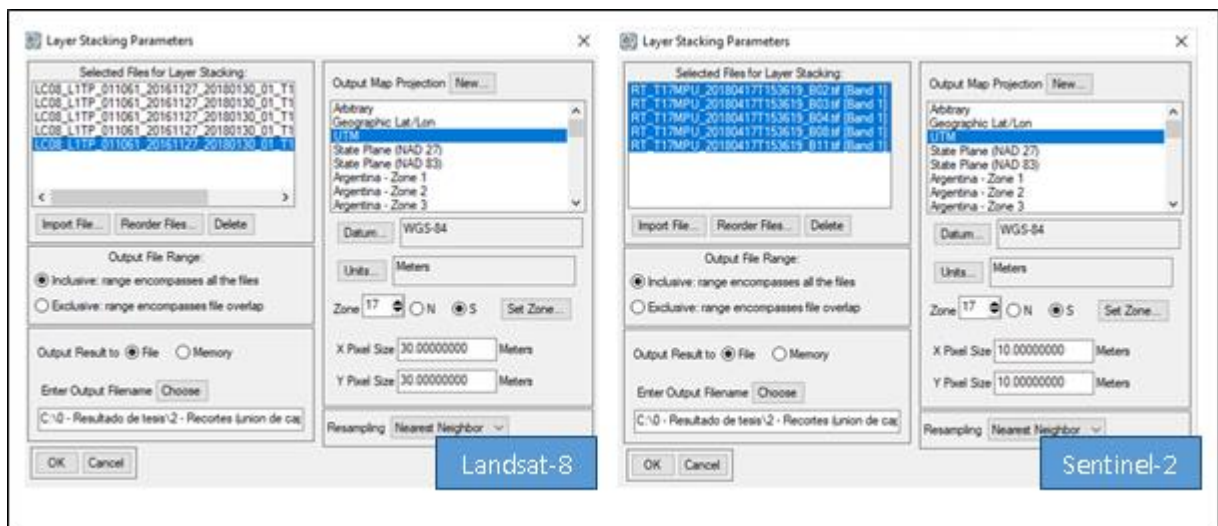 Layer Stacking Parameters
Selected Files for Layer Stacking:
LC08_L1TP_011061_20161127_20180130_01_T1
LC08_L1TP_011061_20161127_20180130_01_T1
LC08_L1TP_011061_20161127_20180130_01_T1
LC08_L1TP_011061_20161127_20180130_01_T1
LC08_L1TP_011061_20161127_20180130_01_T1
Import File... Reorder Files... Delete
Output File Range:
Inclusive: range encompasses all the files
Exclusive: range encompasses file overlap
Output Result to File Memory
Enter Output Filename Choose
C:\0 - Resultado de tesis\2 - Recortes (union de cap
OK Cancel
Output Map Projection New...
Arbitrary
Geographic Lat/Lon
UTM
State Plane (NAD 27)
State Plane (NAD 83)
Argentina - Zone 1
Argentina - Zone 2
Argentina - Zone 3
Datum... WGS-84
Units... Meters
Zone 17 N S Set Zone...
X Pixel Size 30.00000000 Meters
Y Pixel Size 30.00000000 Meters
Resampling Nearest Neighbor
Landsat-8
Layer Stacking Parameters
Selected Files for Layer Stacking:
RT_T17MPU_20180417T153619_B02.tif (Band 1)
RT_T17MPU_20180417T153619_B03.tif (Band 1)
RT_T17MPU_20180417T153619_B04.tif (Band 1)
RT_T17MPU_20180417T153619_B08.tif (Band 1)
RT_T17MPU_20180417T153619_B11.tif (Band 1)
Import File... Reorder Files... Delete
Output File Range:
Inclusive: range encompasses all the files
Exclusive: range encompasses file overlap
Output Result to File Memory
Enter Output Filename Choose
C:\0 - Resultado de tesis\2 - Recortes (union de cap
OK Cancel
Output Map Projection New...
Arbitrary
Geographic Lat/Lon
UTM
State Plane (NAD 27)
State Plane (NAD 83)
Argentina - Zone 1
Argentina - Zone 2
Argentina - Zone 3
Datum... WGS-84
Units... Meters
Zone 17 N S Set Zone...
X Pixel Size 10.00000000 Meters
Y Pixel Size 10.00000000 Meters
Resampling Nearest Neighbor
Sentinel-2